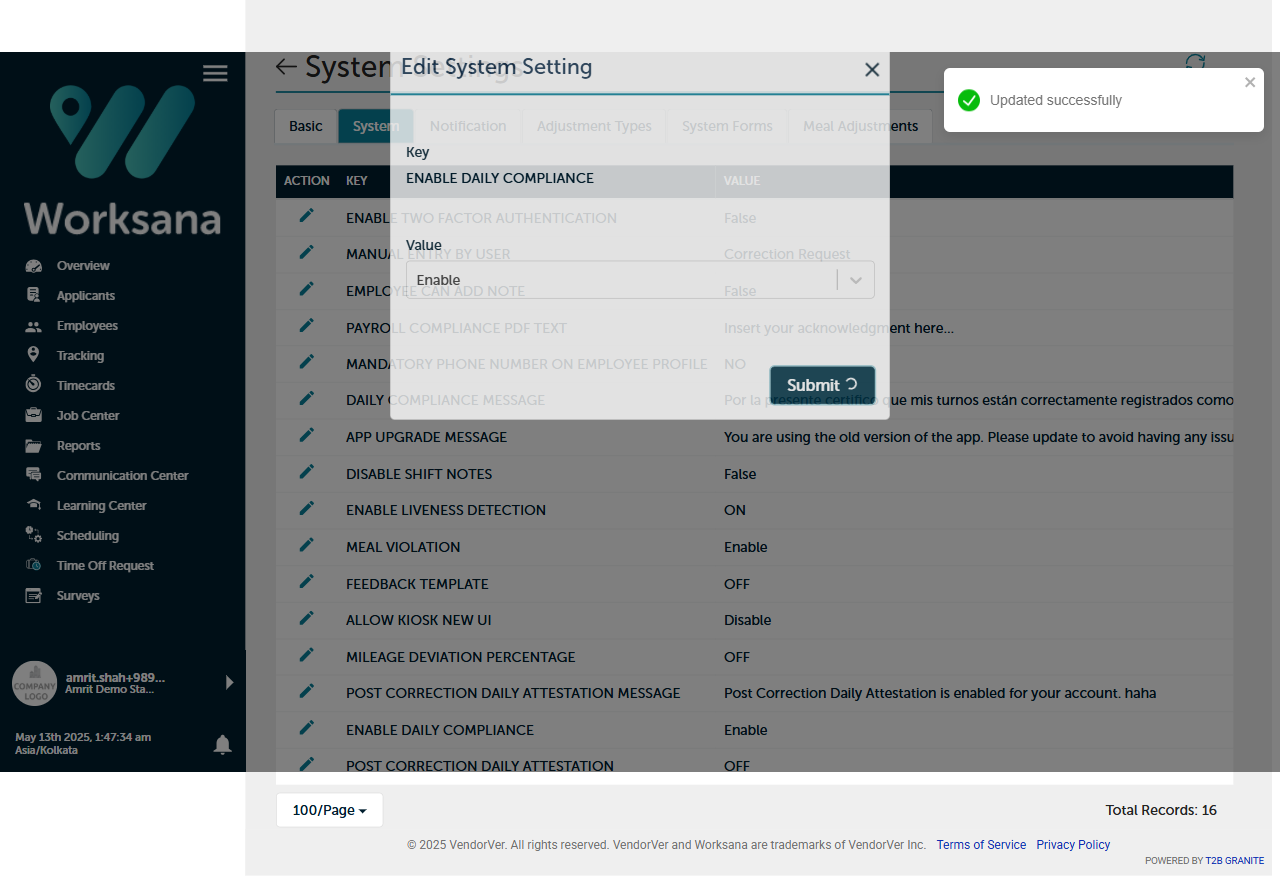 System Settings
Edit System Setting
Updated successfully
Basic
System
Notification
Adjustment Types
System Forms
Meal Adjustments
Key
ENABLE DAILY COMPLIANCE
ACTION KEY VALUE
ENABLE TWO FACTOR AUTHENTICATION False
Value
MANUAL ENTRY BY USER Correction Request
Enable
EMPLOYEE CAN ADD NOTE False
PAYROLL COMPLIANCE PDF TEXT Insert your acknowledgment here...
MANDATORY PHONE NUMBER ON EMPLOYEE PROFILE NO
Submit
DAILY COMPLIANCE MESSAGE Por la presente certifico que mis turnos están correctamente registrados como
APP UPGRADE MESSAGE You are using the old version of the app. Please update to avoid having any issu
DISABLE SHIFT NOTES False
ENABLE LIVENESS DETECTION ON
MEAL VIOLATION Enable
FEEDBACK TEMPLATE OFF
ALLOW KIOSK NEW UI Disable
MILEAGE DEVIATION PERCENTAGE OFF
POST CORRECTION DAILY ATTESTATION MESSAGE Post Correction Daily Attestation is enabled for your account. haha
ENABLE DAILY COMPLIANCE Enable
POST CORRECTION DAILY ATTESTATION OFF
Worksana
Overview
Applicants
Employees
Tracking
Timecards
Job Center
Reports
Communication Center
Learning Center
Scheduling
Time Off Request
Surveys
COMPANY
LOGO
amrit.shah+989...
Amrit Demo Sta...
May 13th 2025, 1:47:34 am
Asia/Kolkata
100/Page
Total Records: 16
© 2025 VendorVer. All rights reserved. VendorVer and Worksana are trademarks of VendorVer Inc. Terms of Service Privacy Policy
POWERED BY T2B GRANITE